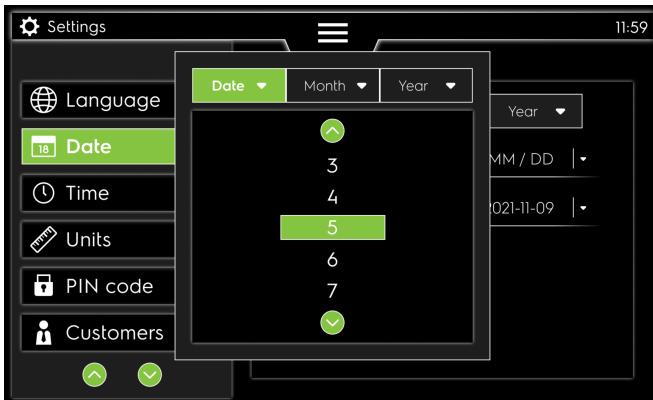 Settings
11:59
Language
18
Date
Time
Units
PIN code
Customers
Date Month Year
3
4
5
6
7
Year
MM / DD
2021-11-09